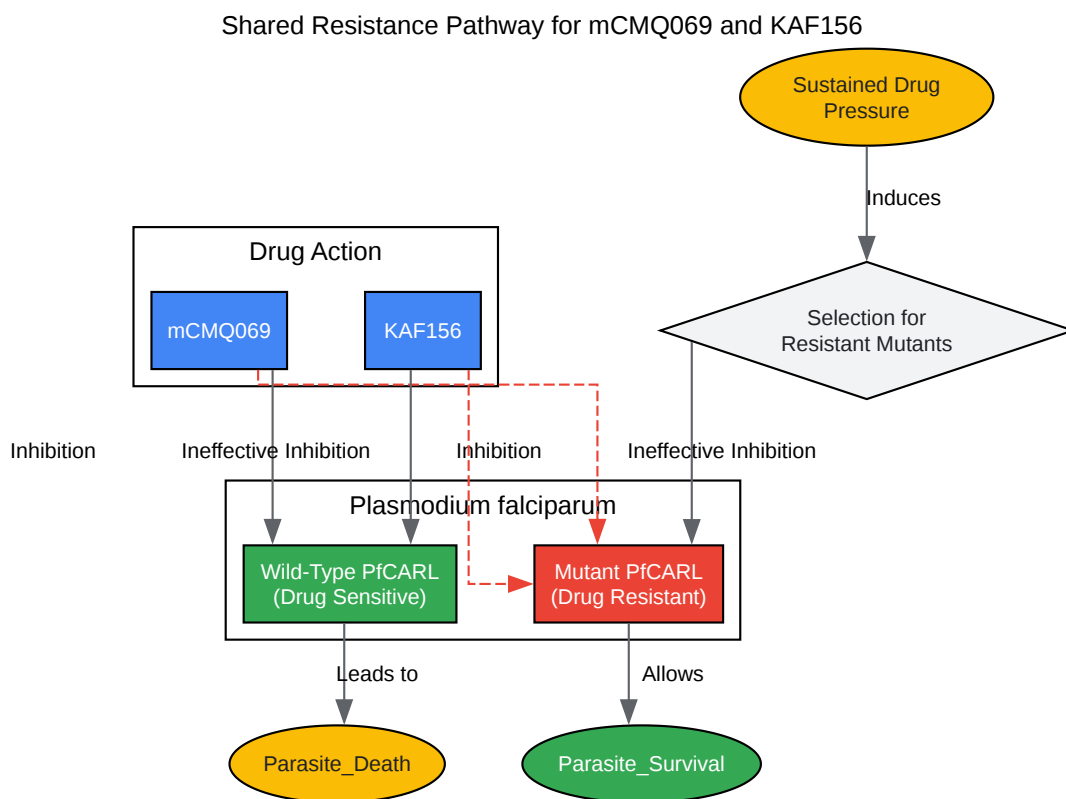 Shared Resistance Pathway for mCMQ069 and KAF156
Sustained Drug
Pressure
Induces
Drug Action
mCMQ069
KAF156
Selection for
Resistant Mutants
Inhibition
Ineffective Inhibition
Inhibition
Ineffective Inhibition
Plasmodium falciparum
Wild-Type PfCARL
(Drug Sensitive)
Mutant PfCARL
(Drug Resistant)
Leads to
Allows
Parasite_Death
Parasite_Survival